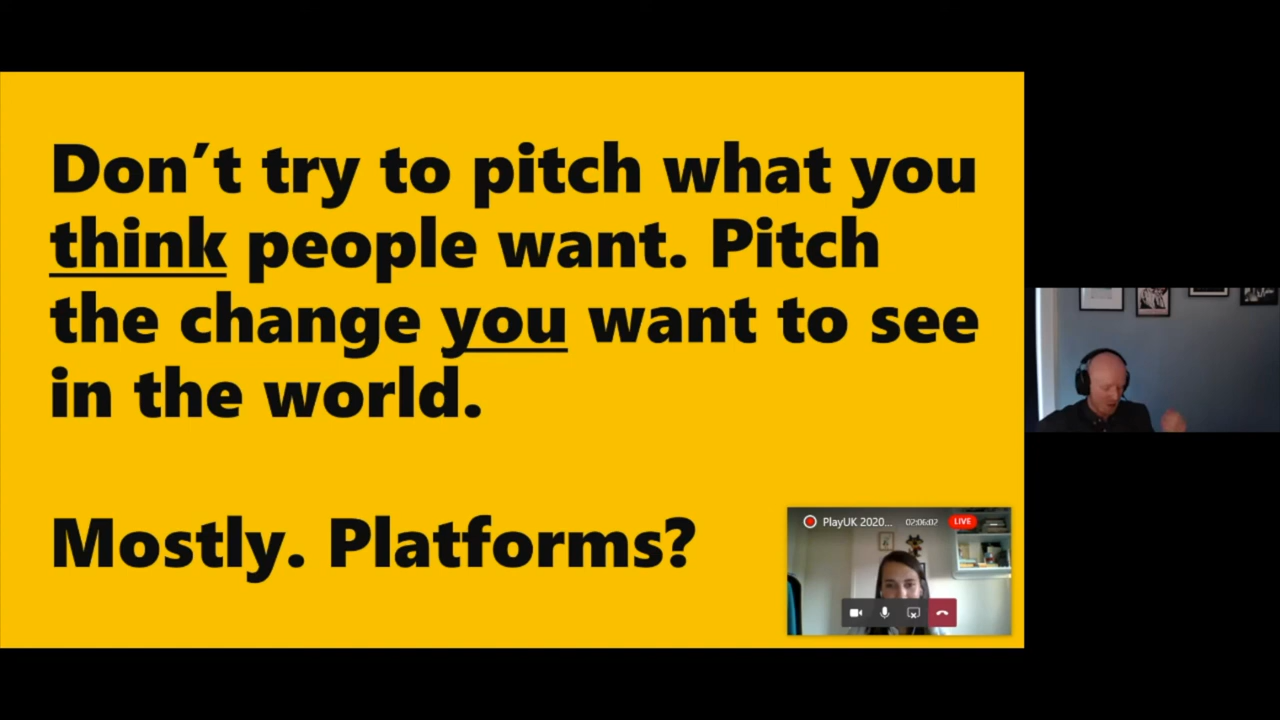 Don’t try to pitch what you
think people want. Pitch
the change you want to see
in the world.
Mostly. Platforms?
PlayUK 2020... 02:06:02 LIVE